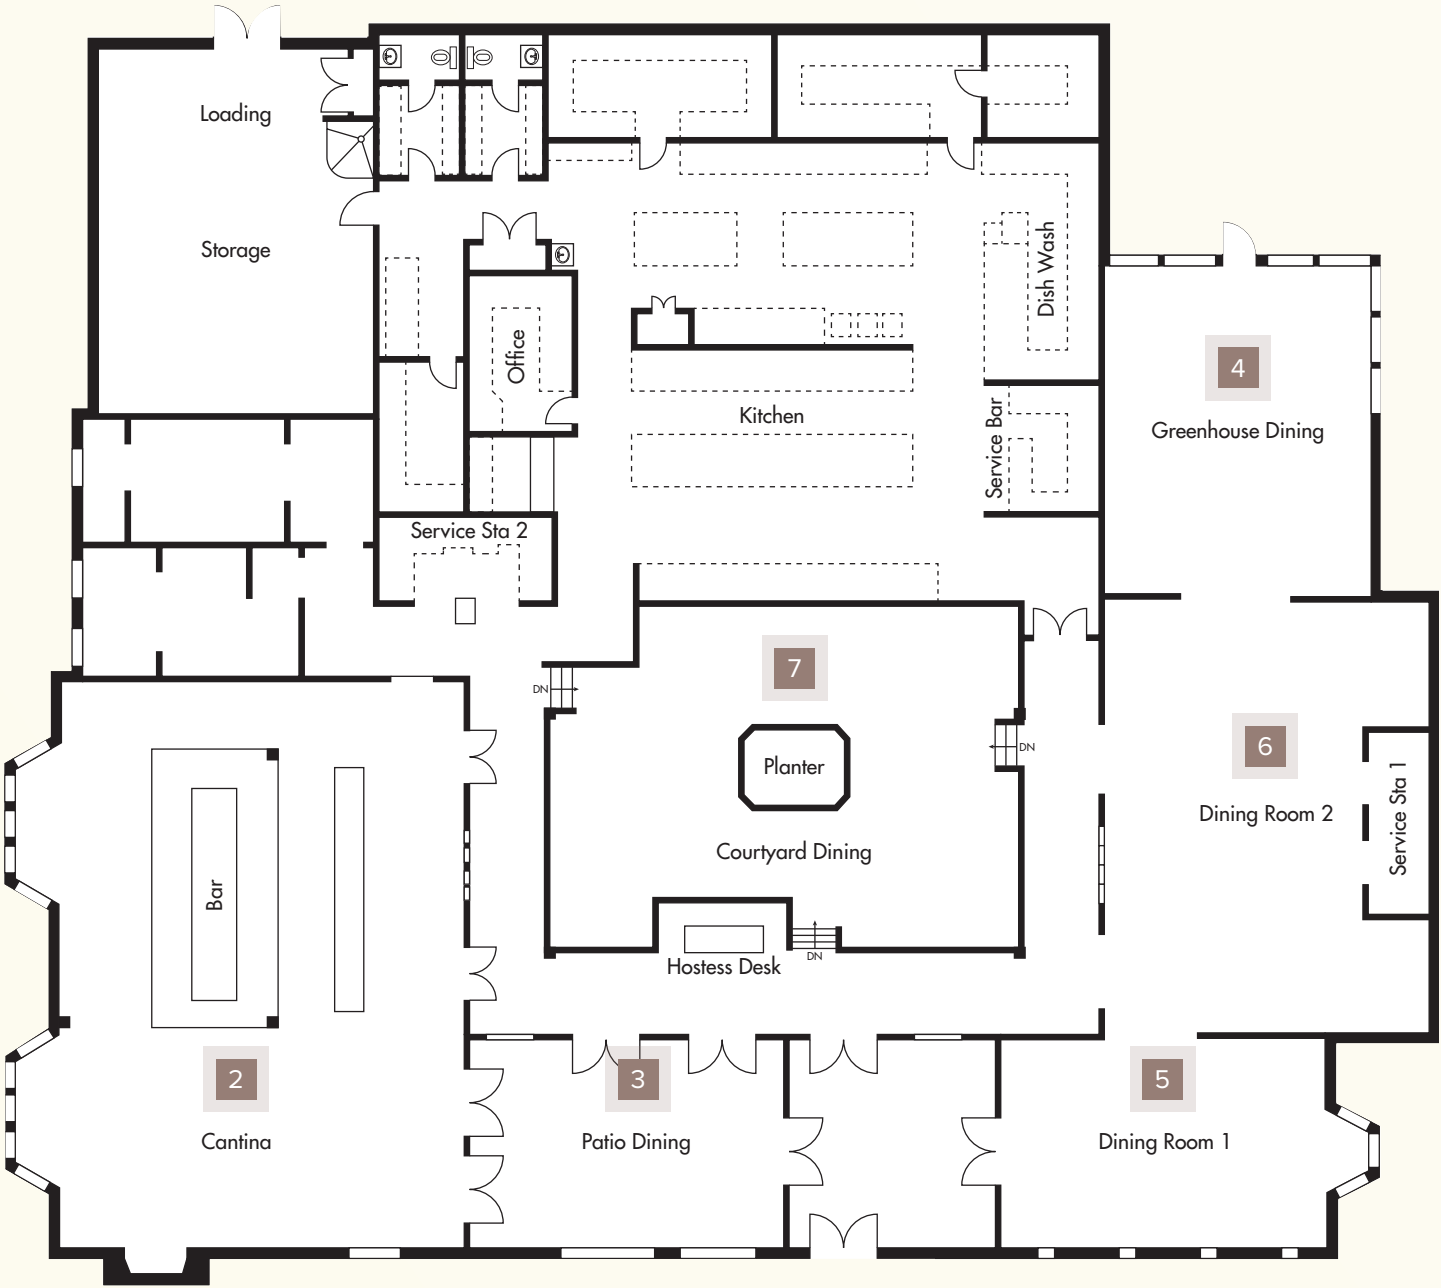 Loading
Storage
Office
Dish Wash
4
Greenhouse Dining
Kitchen
Service Bar
Service Sta 2
7
DN
DN
6
Planter
Dining Room 2
Service Sta 1
Courtyard Dining
Bar
DN
Hostess Desk
2
Cantina
3
Patio Dining
5
Dining Room 1